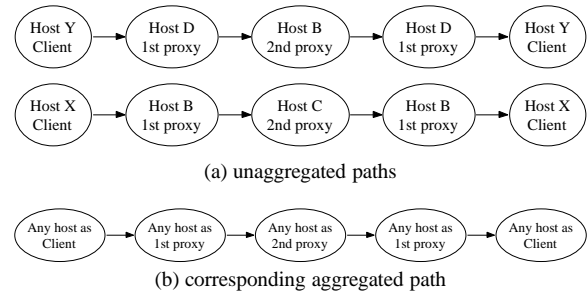 Host Y Client
Host D 1st proxy
Host B 2nd proxy
Host D 1st proxy
Host Y Client
Host X Client
Host B 1st proxy
Host C 2nd proxy
Host B 1st proxy
Host X Client
(a) unaggregated paths
Any host as Client
Any host as 1st proxy
Any host as 2nd proxy
Any host as 1st proxy
Any host as Client
(b) corresponding aggregated path